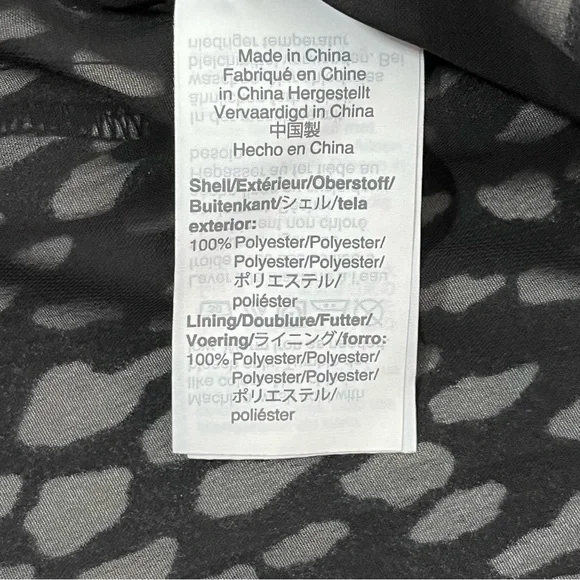 Made in China
Fabriqué en Chine
in China Hergestellt
Vervaardigd in China
中国製
Hecho en China
Shell/Extérieur/Oberstoff/
Buitenkant/シェル/tela
exterior:
100% Polyester/Polyester/
Polyester/Polyester/
ポリエステル/
poliéster
Lining/Doublure/Futter/
Voering/ライニング/forro:
100% Polyester/Polyester/
Polyester/Polyester/
ポリエステル/
poliéster